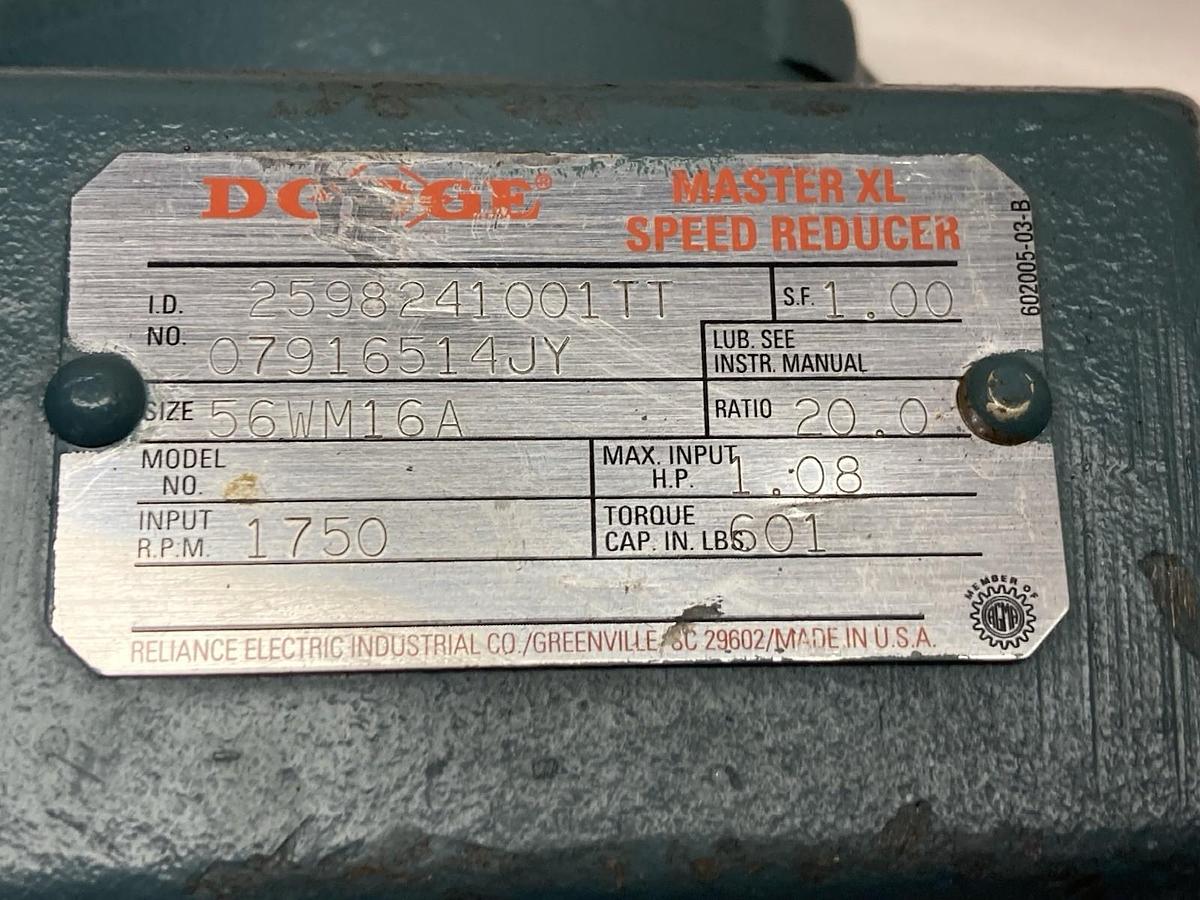 DODGE®
MASTER XL
SPEED REDUCER
602005-03-B
I.D. NO. 2598241001TT
07916514JY
S.F. 1.00
LUB. SEE
INSTR. MANUAL
SIZE 56WM16A
RATIO 20.0
MODEL
NO.
MAX. INPUT
H.P. 1.08
INPUT
R.P.M. 1750
TORQUE
CAP. IN. LBS. 601
MEMBER OF
AGMA
RELIANCE ELECTRIC INDUSTRIAL CO./GREENVILLE, SC 29602/MADE IN U.S.A.